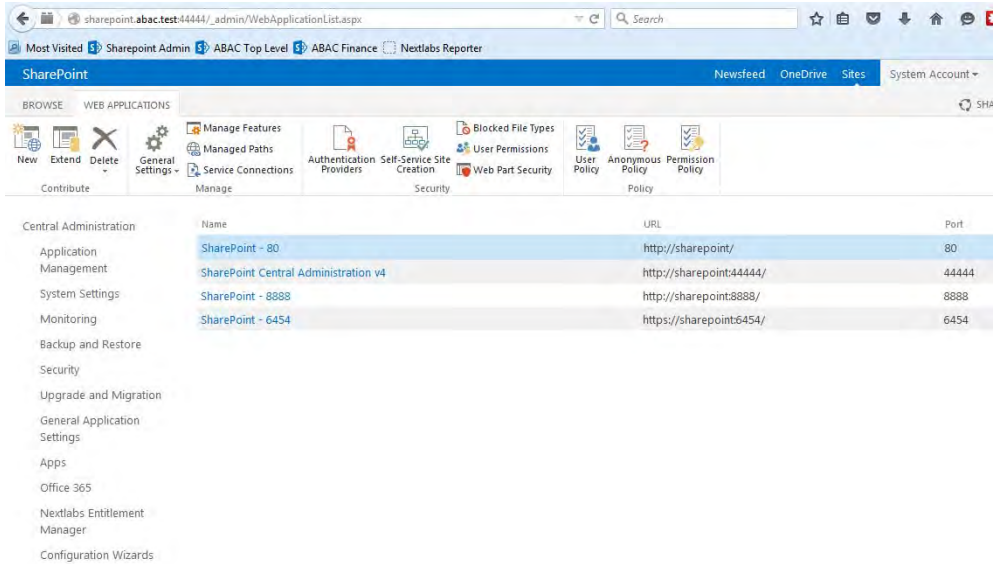 sharepoint.abac.test:44444/_admin/WebApplicationList.aspx
Search
Most Visited Sharepoint Admin ABAC Top Level ABAC Finance Nextlabs Reporter
SharePoint Newsfeed OneDrive Sites System Account
BROWSE WEB APPLICATIONS SHA
New
Extend
Delete
General
Settings
Manage Features
Managed Paths
Service Connections
Authentication
Providers
Self-Service Site
Creation
Blocked File Types
User Permissions
Web Part Security
User
Policy
Anonymous
Policy
Permission
Policy
Contribute Manage Security Policy
Central Administration
Application
Management
System Settings
Monitoring
Backup and Restore
Security
Upgrade and Migration
General Application
Settings
Apps
Office 365
Nextlabs Entitlement
Manager
Configuration Wizards
Name URL Port
SharePoint - 80 http://sharepoint/ 80
SharePoint Central Administration v4 http://sharepoint:44444/ 44444
SharePoint - 8888 http://sharepoint:8888/ 8888
SharePoint - 6454 https://sharepoint:6454/ 6454